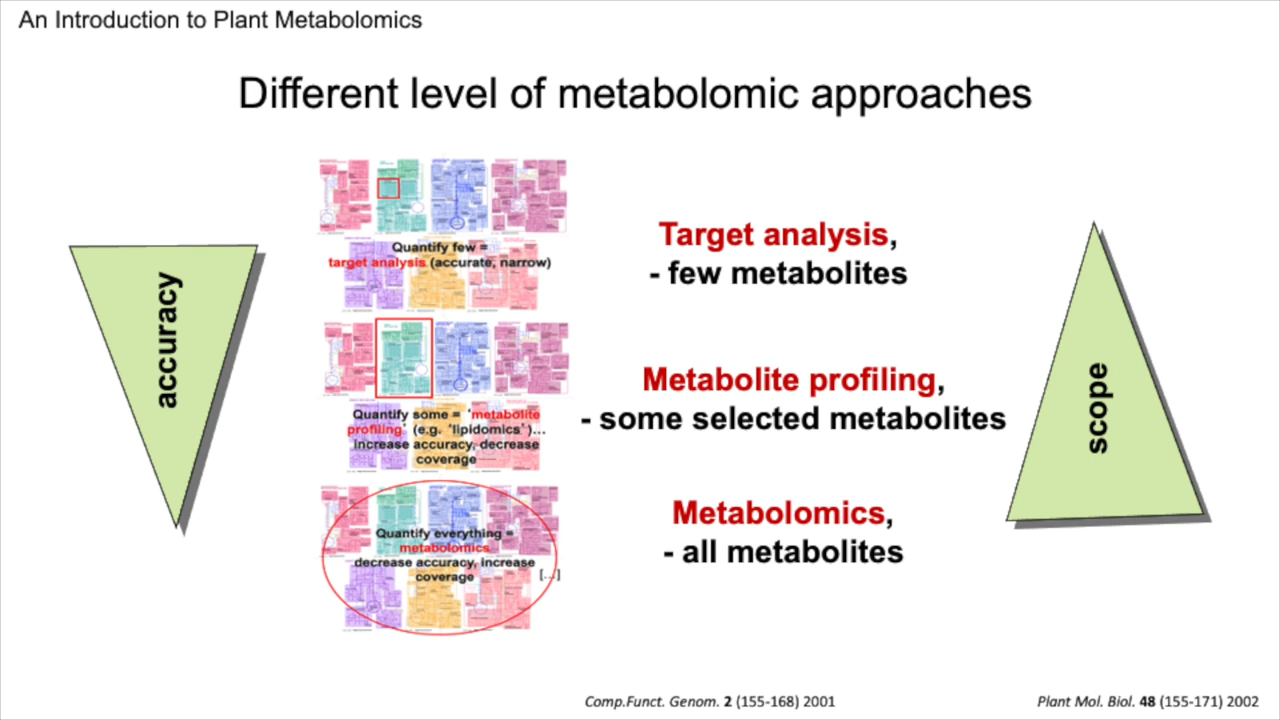 An Introduction to Plant Metabolomics
Different level of metabolomic approaches
accuracy
Quantify few =
target analysis (accurate, narrow)
Quantify some = ‘metabolite
profiling’ (e.g. ‘lipidomics’)…
increase accuracy, decrease
coverage
Quantify everything =
metabolomics
decrease accuracy, increase
coverage
[...]
Target analysis,
- few metabolites
Metabolite profiling,
- some selected metabolites
Metabolomics,
- all metabolites
scope
Comp.Funct. Genom. 2 (155-168) 2001
Plant Mol. Biol. 48 (155-171) 2002